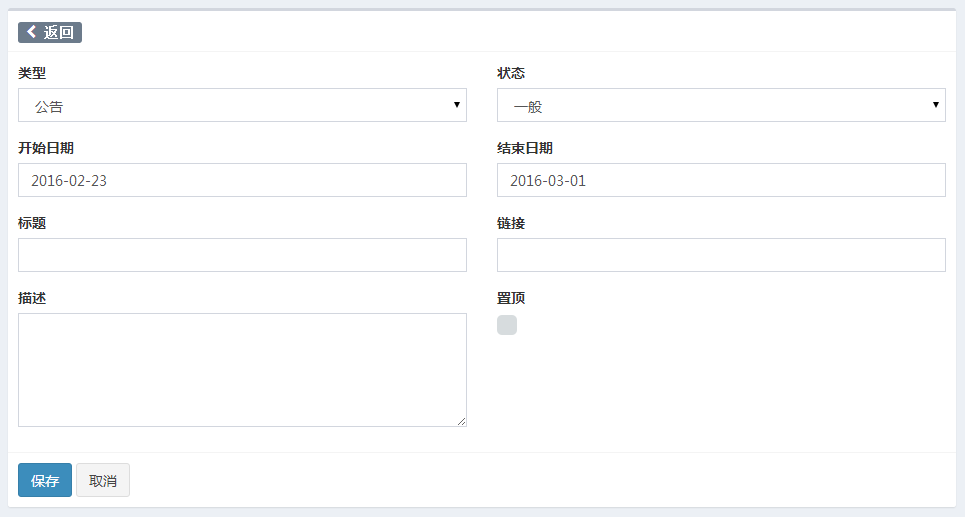 返回
类型 状态
公告 一般
开始日期 结束日期
2016-02-23 2016-03-01
标题 链接
描述 置顶
保存 取消